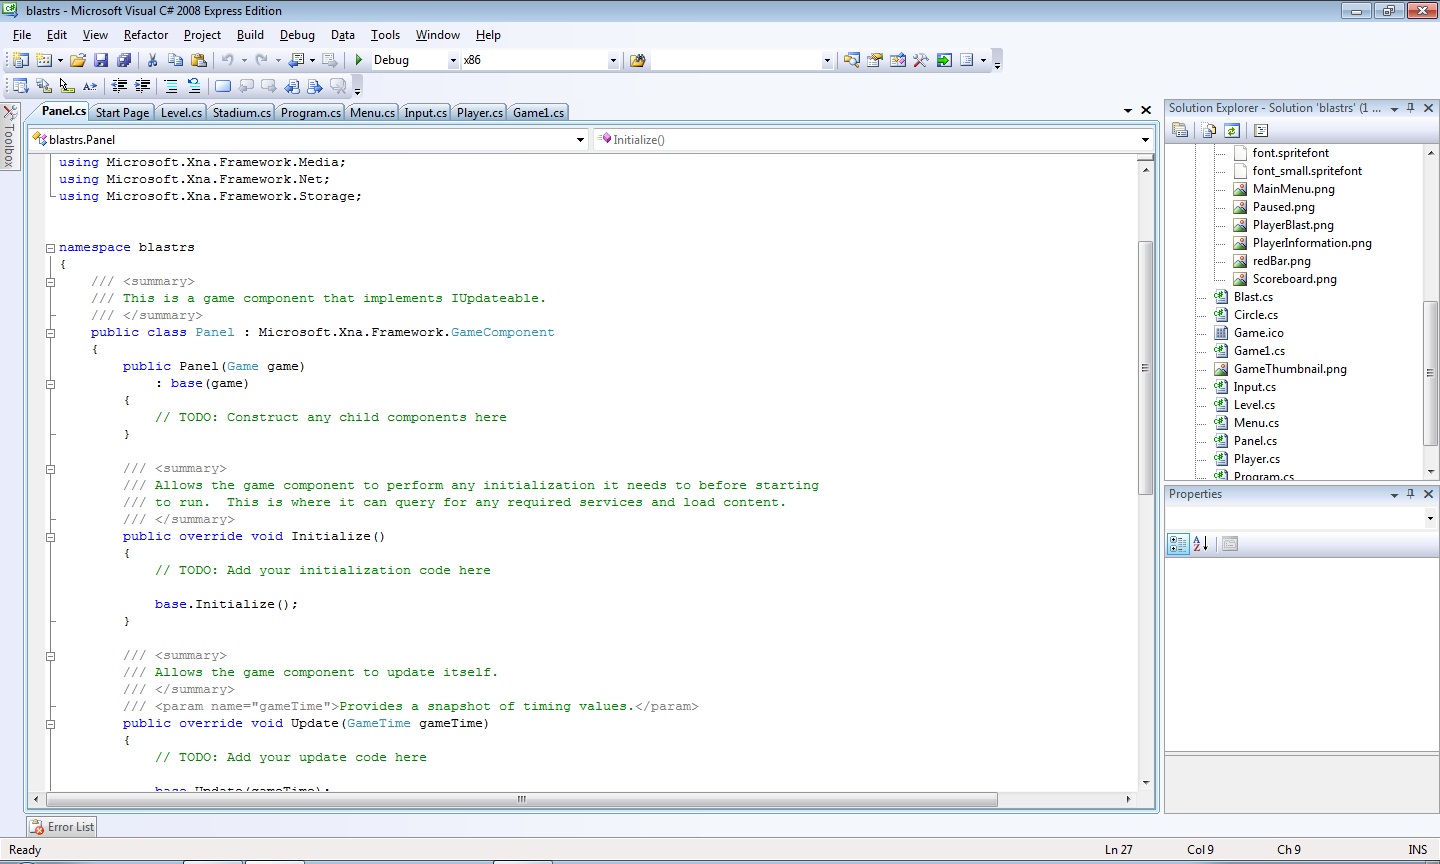 blastrs - Microsoft Visual C# 2008 Express Edition
File Edit View Refactor Project Build Debug Data Tools Window Help
Debug x86
Toolbox
Panel.cs Start Page Level.cs Stadium.cs Program.cs Menu.cs Input.cs Player.cs Game1.cs
blastrs.Panel Initialize()
using Microsoft.Xna.Framework.Media;
using Microsoft.Xna.Framework.Net;
using Microsoft.Xna.Framework.Storage;
namespace blastrs
{
/// <summary>
/// This is a game component that implements IUpdateable.
/// </summary>
public class Panel : Microsoft.Xna.Framework.GameComponent
{
public Panel(Game game)
: base(game)
{
// TODO: Construct any child components here
}
/// <summary>
/// Allows the game component to perform any initialization it needs to before starting
/// to run.  This is where it can query for any required services and load content.
/// </summary>
public override void Initialize()
{
// TODO: Add your initialization code here
base.Initialize();
}
/// <summary>
/// Allows the game component to update itself.
/// </summary>
/// <param name="gameTime">Provides a snapshot of timing values.</param>
public override void Update(GameTime gameTime)
{
// TODO: Add your update code here
base.Update(gameTime);
Solution Explorer - Solution 'blastrs' (1 ...
font.spritefont
font_small.spritefont
MainMenu.png
Paused.png
PlayerBlast.png
PlayerInformation.png
redBar.png
Scoreboard.png
Blast.cs
Circle.cs
Game.ico
Game1.cs
GameThumbnail.png
Input.cs
Level.cs
Menu.cs
Panel.cs
Player.cs
Program.cs
Properties
Error List
Ready Ln 27 Col 9 Ch 9 INS